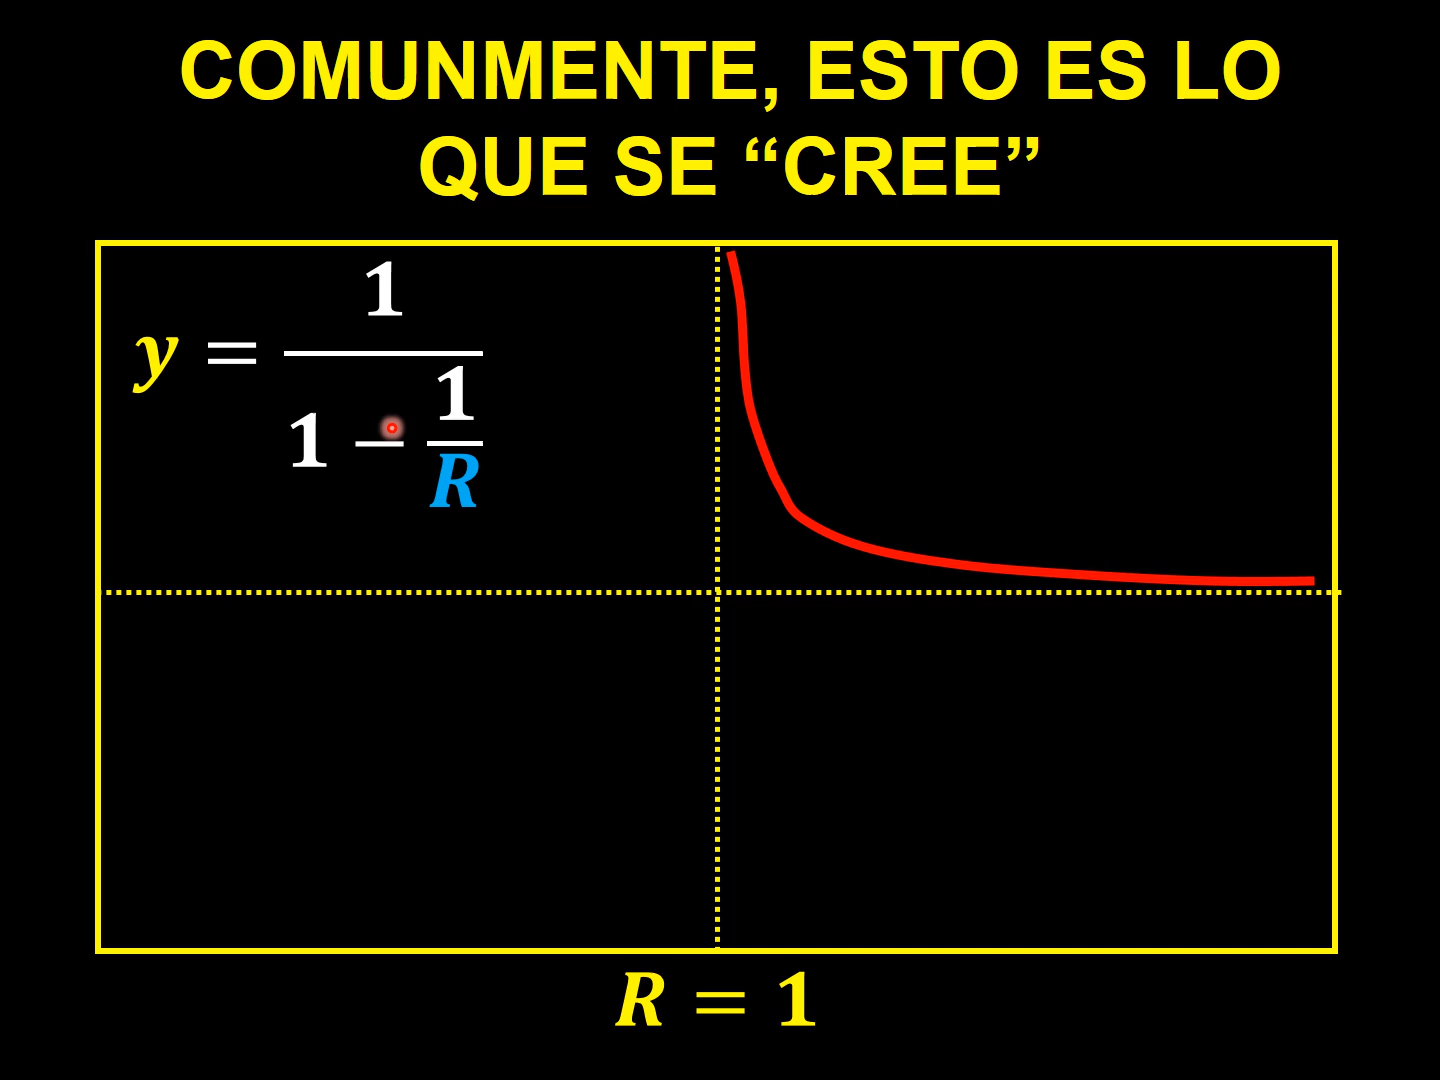 COMUNMENTE, ESTO ES LO
QUE SE “CREE”
y = 1 / (1 − 1/R)
R = 1